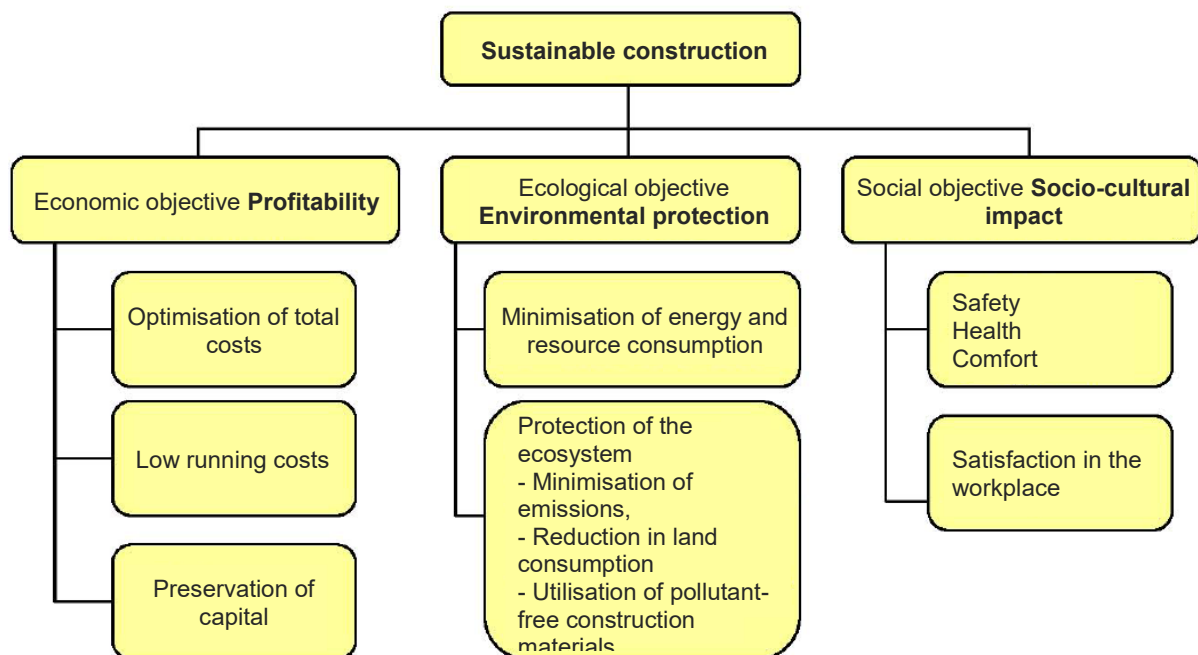 Sustainable construction
Economic objective Profitability
Ecological objective
Environmental protection
Social objective Socio-cultural
impact
Optimisation of total
costs
Low running costs
Preservation of
capital
Minimisation of energy and
resource consumption
Protection of the
ecosystem
- Minimisation of
emissions,
- Reduction in land
consumption
- Utilisation of pollutant-
free construction
materials
Safety
Health
Comfort
Satisfaction in the
workplace